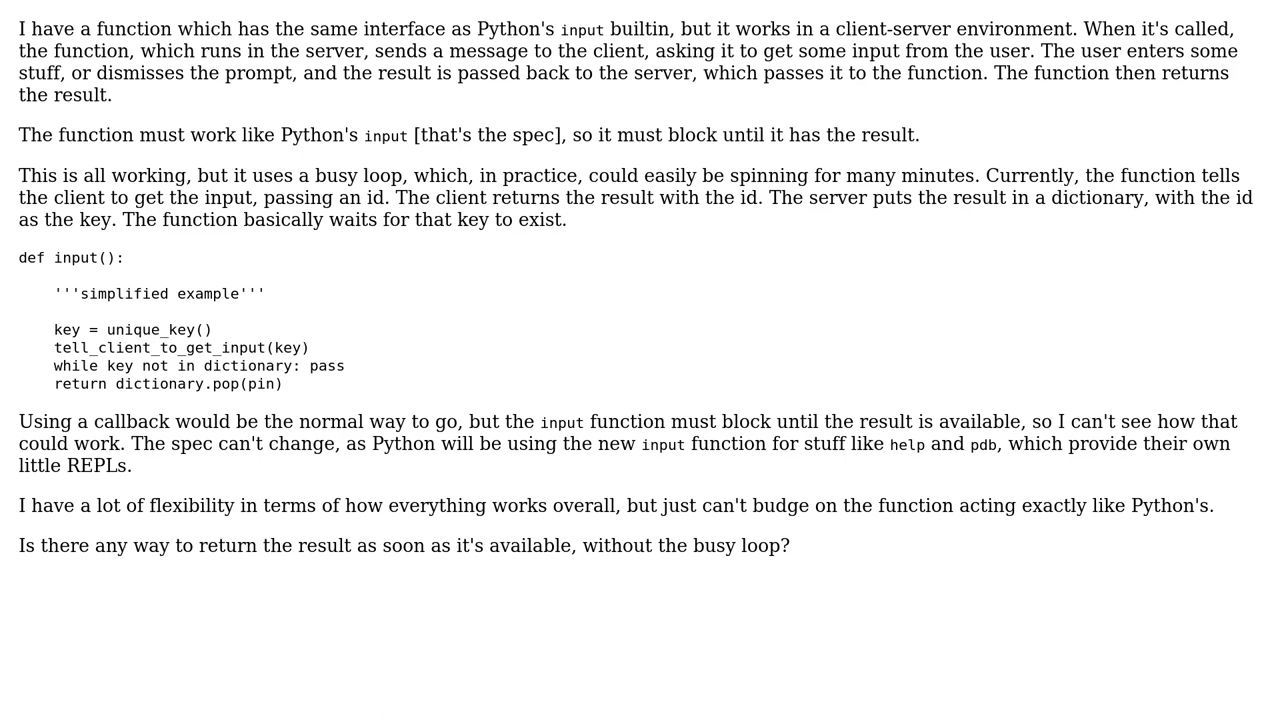 I have a function which has the same interface as Python's input builtin, but it works in a client-server environment. When it's called,
the function, which runs in the server, sends a message to the client, asking it to get some input from the user. The user enters some
stuff, or dismisses the prompt, and the result is passed back to the server, which passes it to the function. The function then returns
the result.
The function must work like Python's input [that's the spec], so it must block until it has the result.
This is all working, but it uses a busy loop, which, in practice, could easily be spinning for many minutes. Currently, the function tells
the client to get the input, passing an id. The client returns the result with the id. The server puts the result in a dictionary, with the id
as the key. The function basically waits for that key to exist.
def input():
    '''simplified example'''
    key = unique_key()
    tell_client_to_get_input(key)
    while key not in dictionary: pass
    return dictionary.pop(pin)
Using a callback would be the normal way to go, but the input function must block until the result is available, so I can't see how that
could work. The spec can't change, as Python will be using the new input function for stuff like help and pdb, which provide their own
little REPLs.
I have a lot of flexibility in terms of how everything works overall, but just can't budge on the function acting exactly like Python's.
Is there any way to return the result as soon as it's available, without the busy loop?